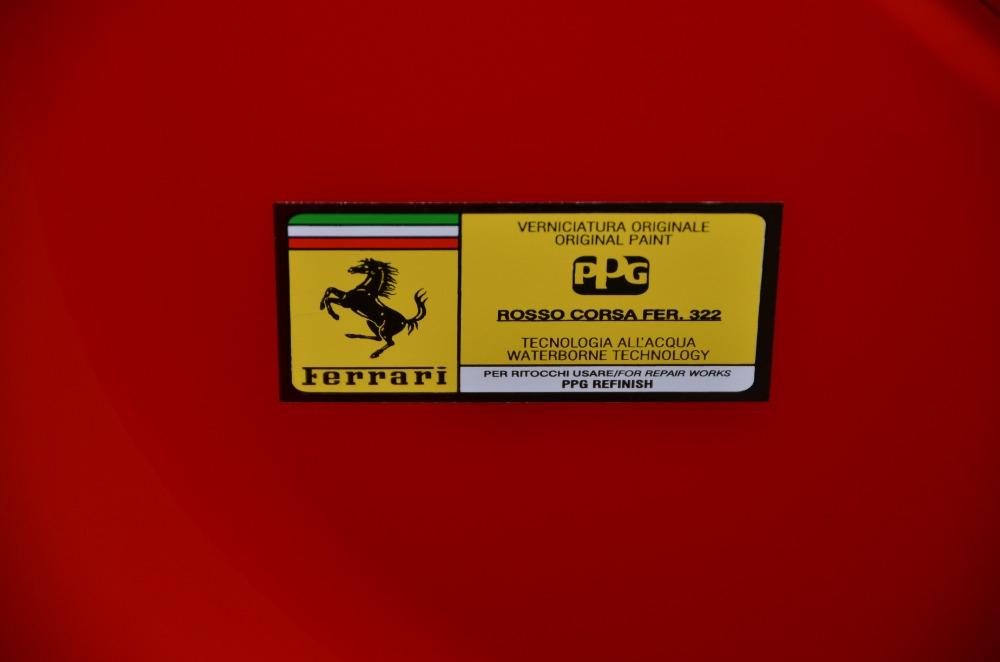 Ferrari
VERNICIATURA ORIGINALE
ORIGINAL PAINT
PPG
ROSSO CORSA FER. 322
TECNOLOGIA ALL'ACQUA
WATERBORNE TECHNOLOGY
PER RITOCCHI USARE/FOR REPAIR WORKS
PPG REFINISH